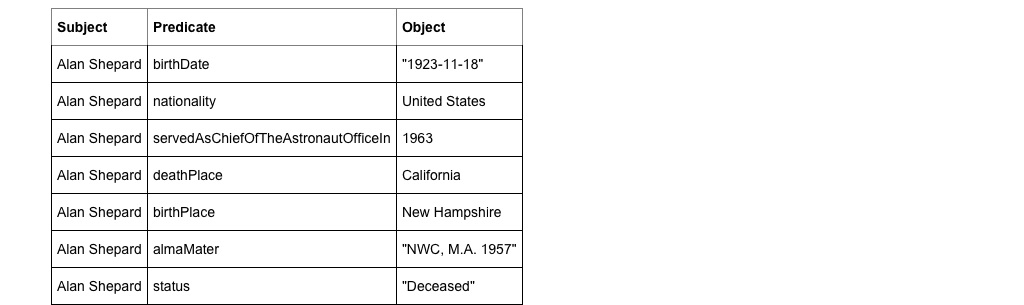 Subject Predicate Object
Alan Shepard birthDate "1923-11-18"
Alan Shepard nationality United States
Alan Shepard servedAsChiefOfTheAstronautOfficeIn 1963
Alan Shepard deathPlace California
Alan Shepard birthPlace New Hampshire
Alan Shepard almaMater "NWC, M.A. 1957"
Alan Shepard status "Deceased"